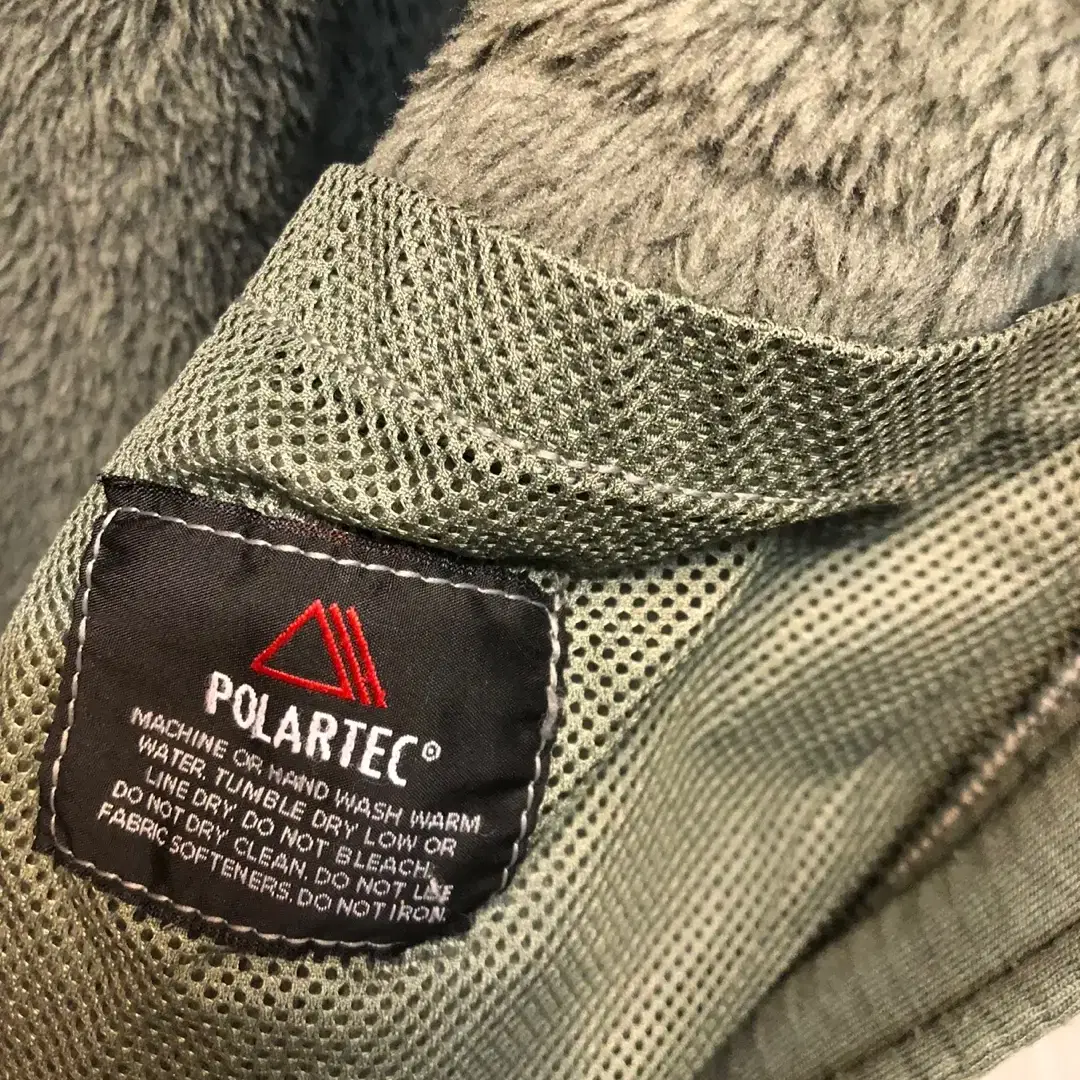 POLARTEC®
MACHINE OR HAND WASH WARM
WATER. TUMBLE DRY LOW OR
LINE DRY. DO NOT BLEACH.
DO NOT DRY CLEAN. DO NOT USE
FABRIC SOFTENERS. DO NOT IRON.